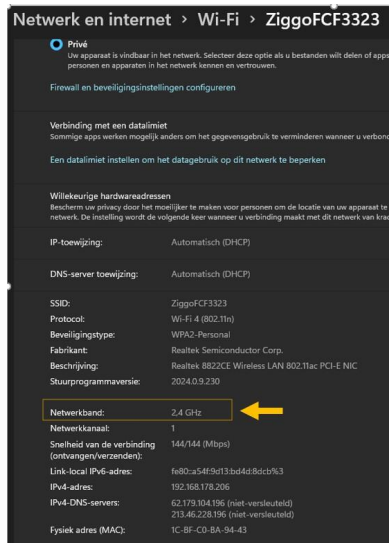 Netwerk en internet > Wi-Fi > ZiggoFCF3323
Privé
Uw apparaat is vindbaar in het netwerk. Selecteer deze optie als u bestanden wilt delen of apps
personen en apparaten in het netwerk kennen en vertrouwen.
Firewall en beveiligingsinstellingen configureren
Verbinding met een datalimiet
Sommige apps werken mogelijk anders om het gegevensgebruik te verminderen wanneer u verbond
Een datalimiet instellen om het datagebruik op dit netwerk te beperken
Willekeurige hardwareadressen
Bescherm uw privacy door het moeilijker te maken voor personen om de locatie van uw apparaat te
netwerk. De instelling wordt de volgende keer wanneer u verbinding maakt met dit netwerk van krac
IP-toewijzing: Automatisch (DHCP)
DNS-server toewijzing: Automatisch (DHCP)
SSID: ZiggoFCF3323
Protocol: Wi-Fi 4 (802.11n)
Beveiligingstype: WPA2-Personal
Fabrikant: Realtek Semiconductor Corp.
Beschrijving: Realtek 8822CE Wireless LAN 802.11ac PCI-E NIC
Stuurprogrammaversie: 2024.0.9.230
Netwerkband: 2,4 GHz
Netwerkkanaal: 1
Snelheid van de verbinding 144/144 (Mbps)
(ontvangen/verzenden):
Link-local IPv6-adres: fe80::a54f:9d13:bd4d:8dcb%3
IPv4-adres: 192.168.178.206
IPv4-DNS-servers: 62.179.104.196 (niet-versleuteld)
213.46.228.196 (niet-versleuteld)
Fysiek adres (MAC): 1C-BF-C0-8A-94-43